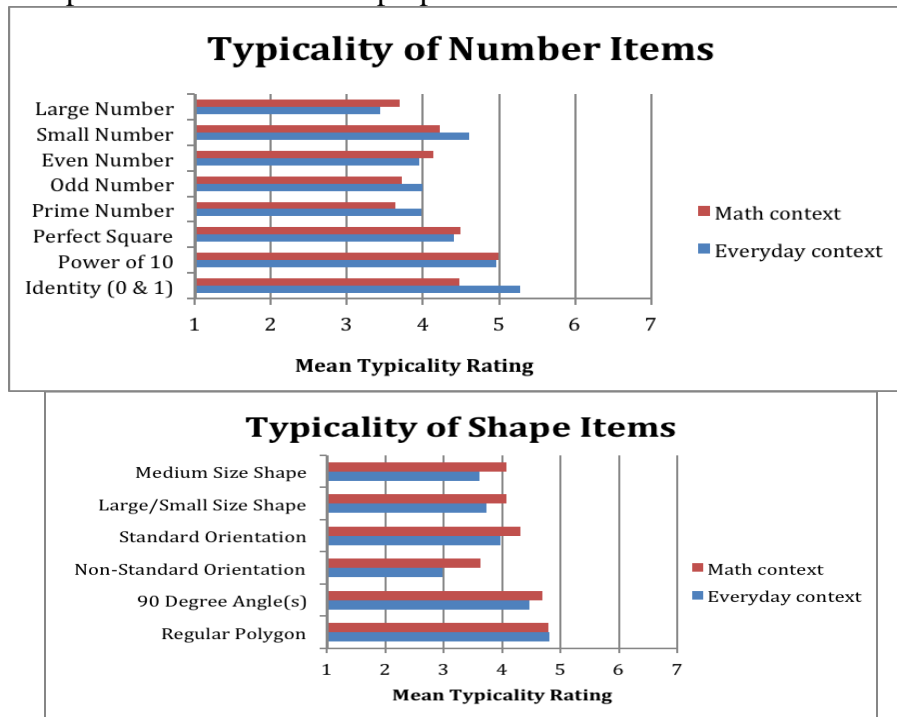 Typicality of Number Items
Large Number
Small Number
Even Number
Odd Number
Prime Number
Perfect Square
Power of 10
Identity (0 & 1)
Math context
Everyday context
1 2 3 4 5 6 7
Mean Typicality Rating
Typicality of Shape Items
Medium Size Shape
Large/Small Size Shape
Standard Orientation
Non-Standard Orientation
90 Degree Angle(s)
Regular Polygon
Math context
Everyday context
1 2 3 4 5 6 7
Mean Typicality Rating